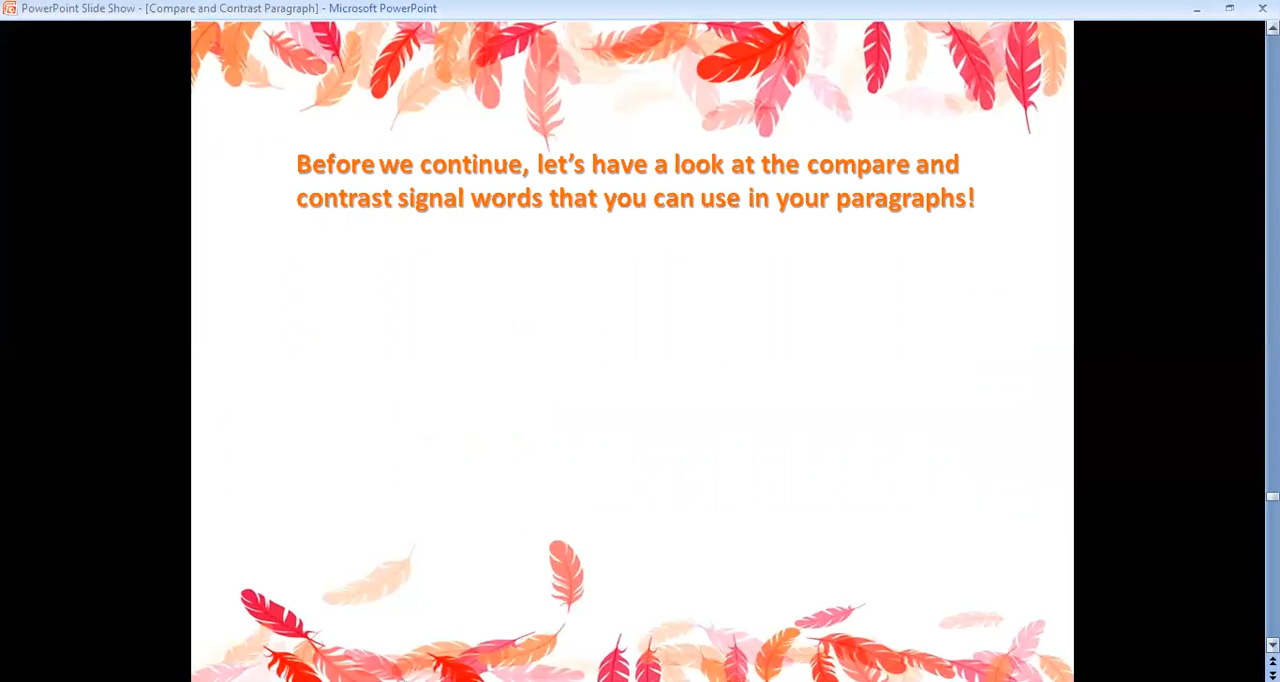 PowerPoint Slide Show - [Compare and Contrast Paragraph] - Microsoft PowerPoint
Before we continue, let’s have a look at the compare and
contrast signal words that you can use in your paragraphs!